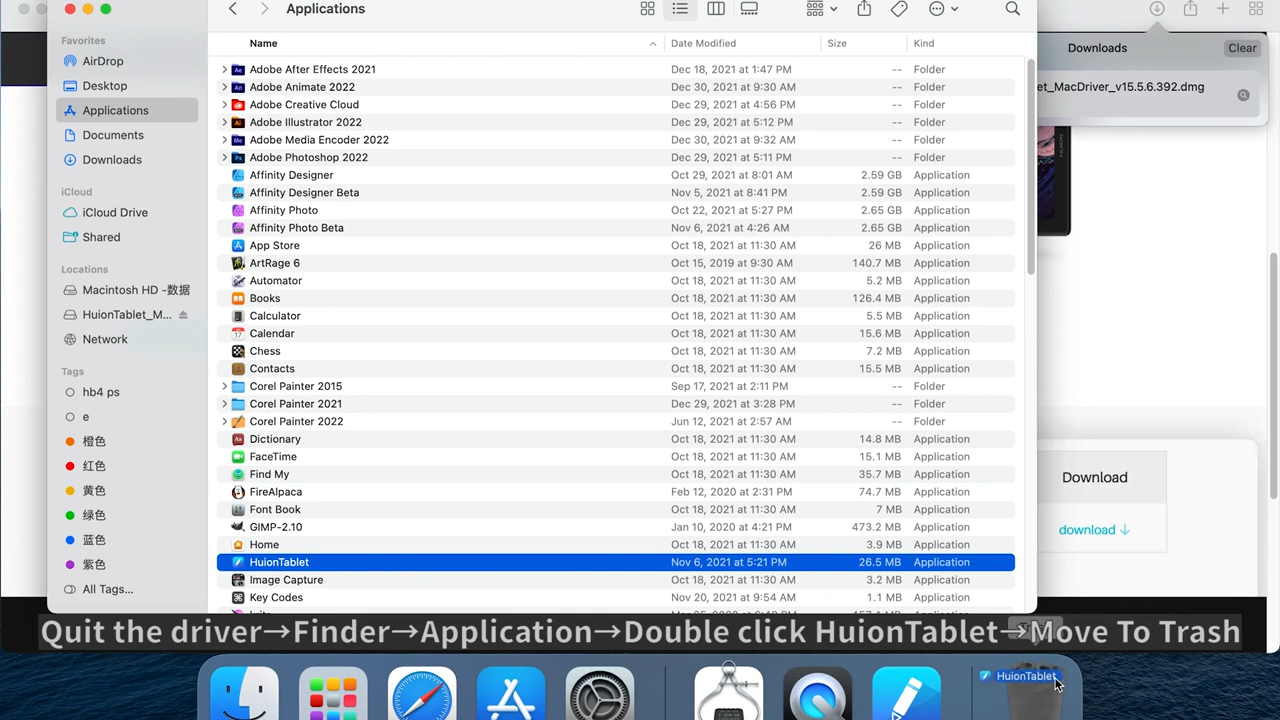 Applications
Favorites
AirDrop
Desktop
Applications
Documents
Downloads
iCloud
iCloud Drive
Shared
Locations
Macintosh HD -数据
HuionTablet_M...
Network
Tags
hb4 ps
e
橙色
红色
黄色
绿色
蓝色
紫色
All Tags...
Name Date Modified Size Kind
Adobe After Effects 2021 Dec 18, 2021 at 1:47 PM -- Folder
Adobe Animate 2022 Dec 30, 2021 at 9:30 AM -- Folder
Adobe Creative Cloud Dec 29, 2021 at 4:56 PM -- Folder
Adobe Illustrator 2022 Dec 29, 2021 at 5:12 PM -- Folder
Adobe Media Encoder 2022 Dec 30, 2021 at 9:32 AM -- Folder
Adobe Photoshop 2022 Dec 29, 2021 at 5:11 PM -- Folder
Affinity Designer Oct 29, 2021 at 8:01 AM 2.59 GB Application
Affinity Designer Beta Nov 5, 2021 at 8:41 PM 2.59 GB Application
Affinity Photo Oct 22, 2021 at 5:27 PM 2.65 GB Application
Affinity Photo Beta Nov 6, 2021 at 4:26 AM 2.65 GB Application
App Store Oct 18, 2021 at 11:30 AM 26 MB Application
ArtRage 6 Oct 15, 2019 at 9:30 AM 140.7 MB Application
Automator Oct 18, 2021 at 11:30 AM 5.2 MB Application
Books Oct 18, 2021 at 11:30 AM 126.4 MB Application
Calculator Oct 18, 2021 at 11:30 AM 5.5 MB Application
Calendar Oct 18, 2021 at 11:30 AM 15.6 MB Application
Chess Oct 18, 2021 at 11:30 AM 7.2 MB Application
Contacts Oct 18, 2021 at 11:30 AM 15.5 MB Application
Corel Painter 2015 Sep 17, 2021 at 2:11 PM -- Folder
Corel Painter 2021 Dec 29, 2021 at 3:28 PM -- Folder
Corel Painter 2022 Jun 12, 2021 at 2:57 AM -- Folder
Dictionary Oct 18, 2021 at 11:30 AM 14.8 MB Application
FaceTime Oct 18, 2021 at 11:30 AM 15.1 MB Application
Find My Oct 18, 2021 at 11:30 AM 35.7 MB Application
FireAlpaca Feb 12, 2020 at 2:31 PM 74.7 MB Application
Font Book Oct 18, 2021 at 11:30 AM 7 MB Application
GIMP-2.10 Jan 10, 2020 at 4:21 PM 473.2 MB Application
Home Oct 18, 2021 at 11:30 AM 3.9 MB Application
HuionTablet Nov 6, 2021 at 5:21 PM 26.5 MB Application
Image Capture Oct 18, 2021 at 11:30 AM 3.2 MB Application
Key Codes Nov 20, 2021 at 9:54 AM 1.1 MB Application
Downloads
Clear
et_MacDriver_v15.5.6.392.dmg
HUION
Download
download ↓
Quit the driver→Finder→Application→Double click HuionTablet→Move To Trash
HuionTablet